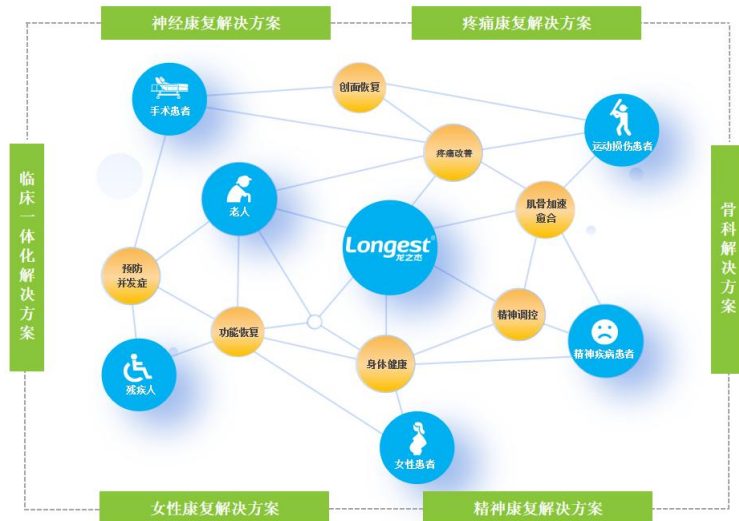 神经康复解决方案
疼痛康复解决方案
创面恢复
手术患者
运动损伤患者
疼痛改善
临床一体化解决方案
骨科解决方案
老人
肌骨加速
愈合
Longest®
龙之杰
预防
并发症
功能恢复
精神调控
精神疾病患者
身体健康
残疾人
女性患者
女性康复解决方案
精神康复解决方案